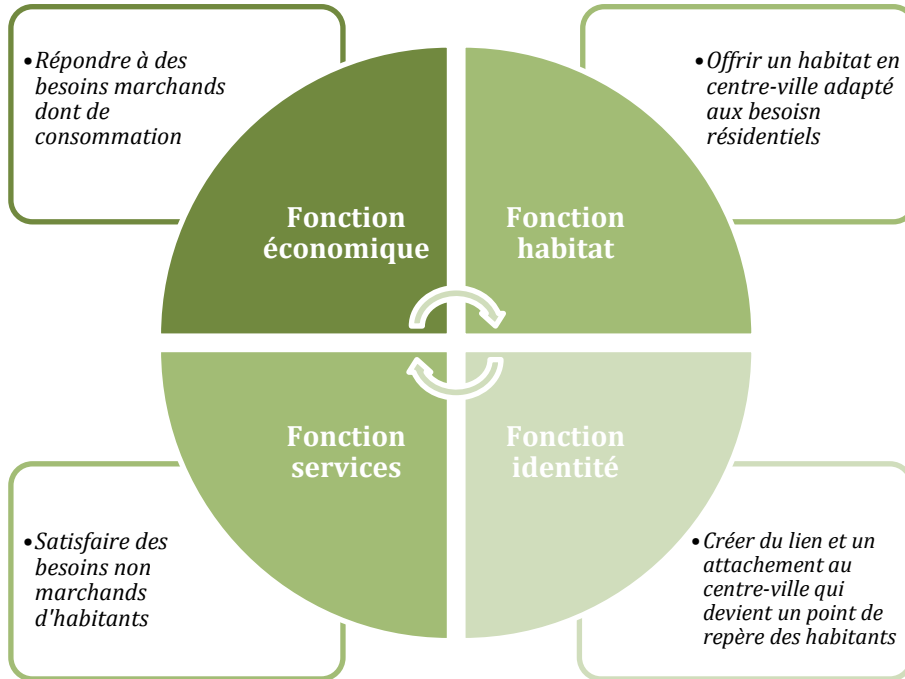 •Répondre à des
besoins marchands
dont de
consommation
•Offrir un habitat en
centre-ville adapté
aux besoisn
résidentiels
Fonction
économique
Fonction
habitat
Fonction
services
Fonction
identité
•Satisfaire des
besoins non
marchands
d'habitants
•Créer du lien et un
attachement au
centre-ville qui
devient un point de
repère des habitants